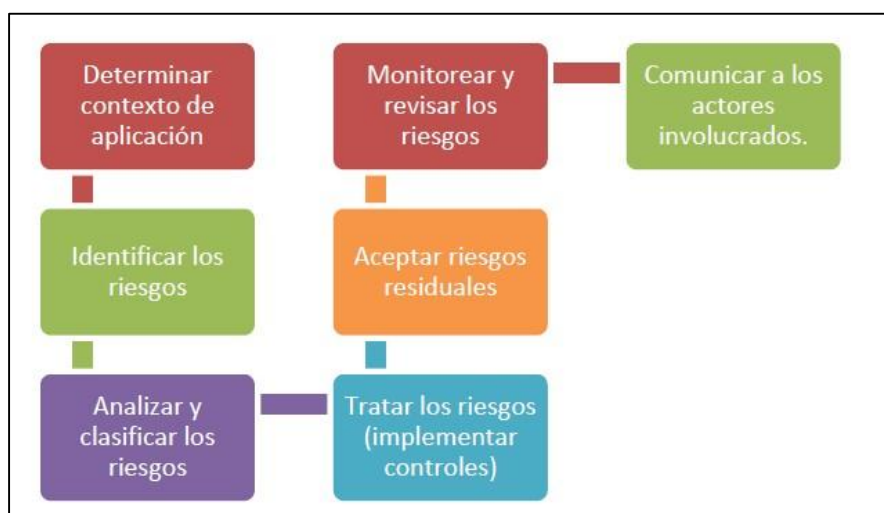 Determinar
contexto de
aplicación
Identificar los
riesgos
Analizar y
clasificar los
riesgos
Tratar los riesgos
(implementar
controles)
Aceptar riesgos
residuales
Monitorear y
revisar los
riesgos
Comunicar a los
actores
involucrados.